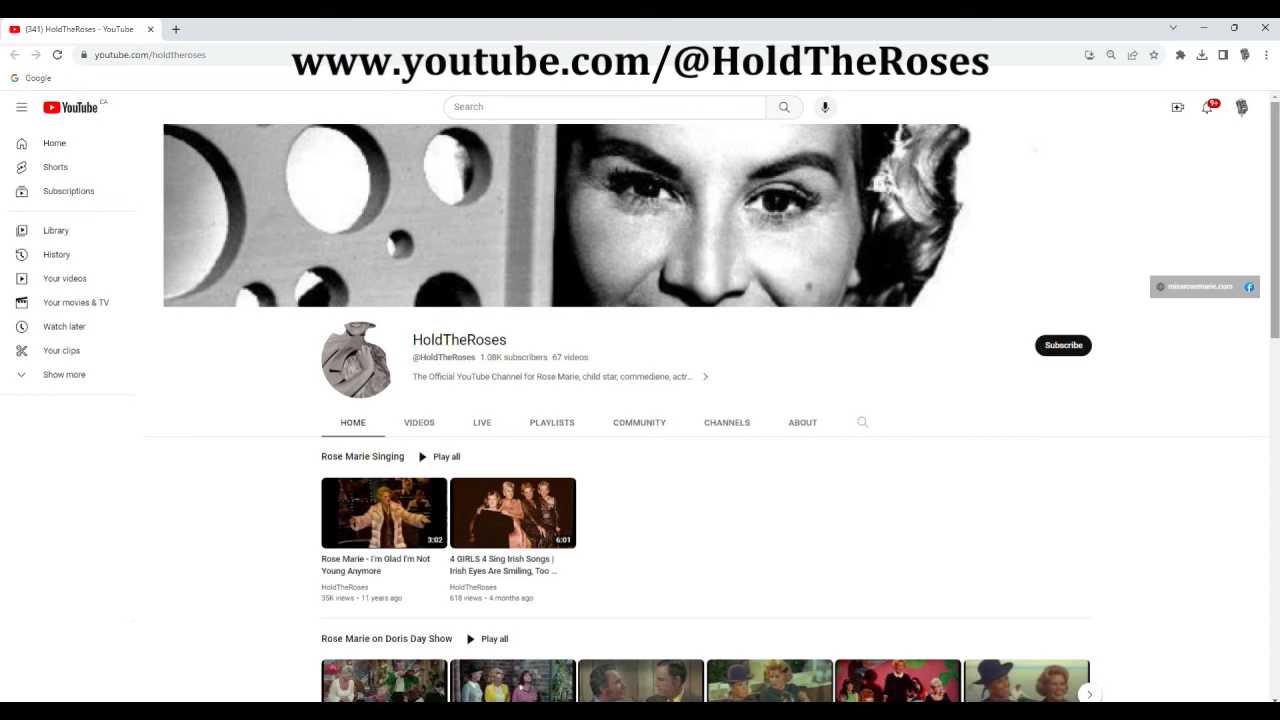 (341) HoldTheRoses - YouTube
youtube.com/holdtheroses
www.youtube.com/@HoldTheRoses
Google
YouTube CA
Search
9+
Home
Shorts
Subscriptions
Library
History
Your videos
Your movies & TV
Watch later
Your clips
Show more
missrosemarie.com
HoldTheRoses
@HoldTheRoses 1.08K subscribers 67 videos
The Official YouTube Channel for Rose Marie, child star, commediene, actr...
Subscribe
HOME VIDEOS LIVE PLAYLISTS COMMUNITY CHANNELS ABOUT
Rose Marie Singing Play all
3:02
6:01
Rose Marie - I'm Glad I'm Not
Young Anymore
HoldTheRoses
35K views • 11 years ago
4 GIRLS 4 Sing Irish Songs |
Irish Eyes Are Smiling, Too ...
HoldTheRoses
618 views • 4 months ago
Rose Marie on Doris Day Show Play all